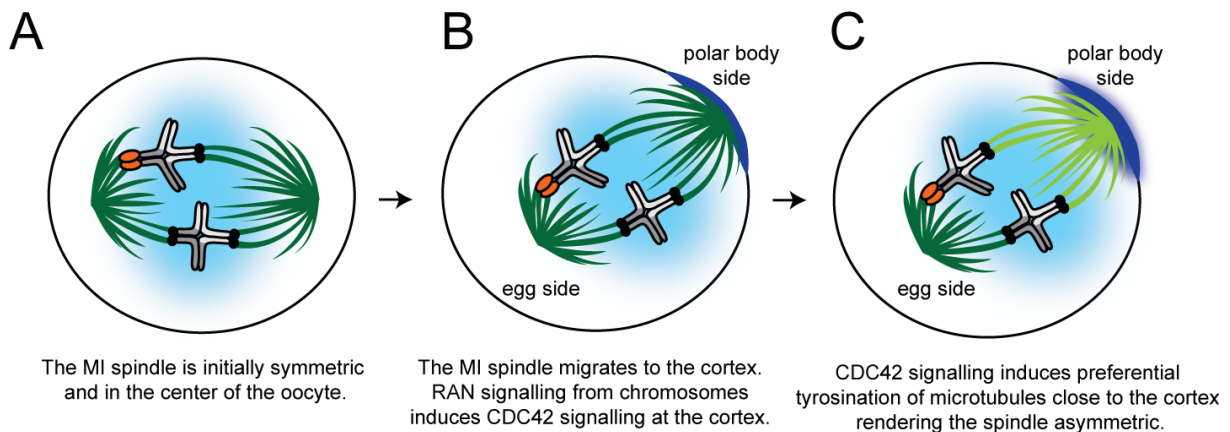 A
The MI spindle is initially symmetric
and in the center of the oocyte.
B
polar body
side
egg side
The MI spindle migrates to the cortex.
RAN signalling from chromosomes
induces CDC42 signalling at the cortex.
C
polar body
side
egg side
CDC42 signalling induces preferential
tyrosination of microtubules close to the cortex
rendering the spindle asymmetric.